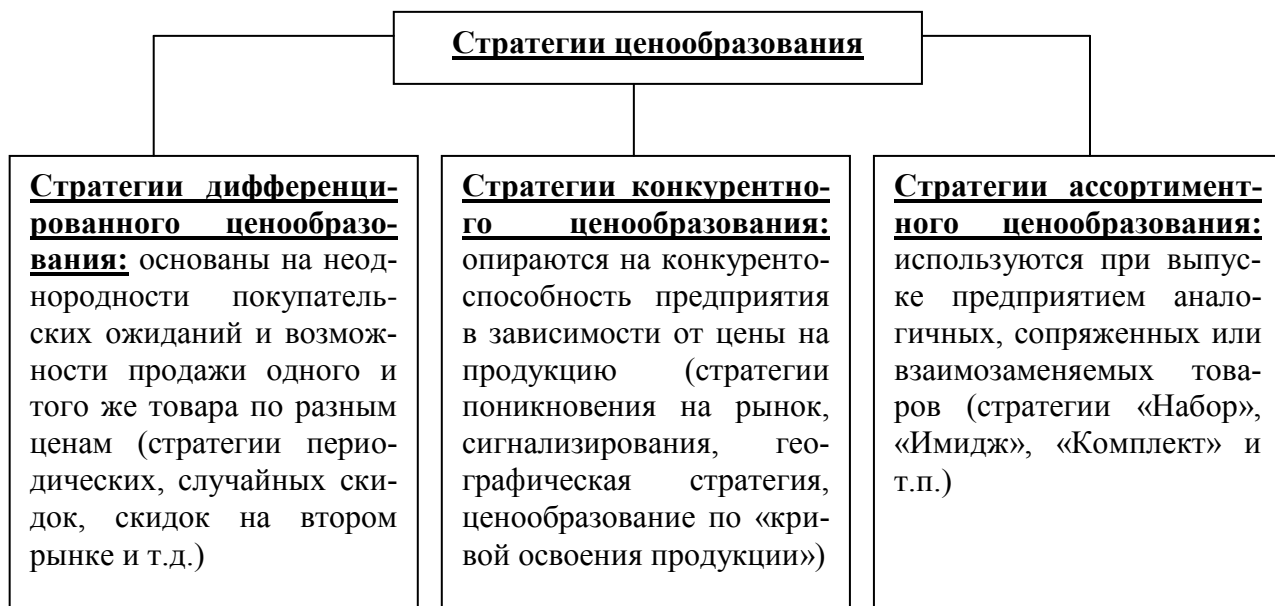 Стратегии ценообразования
Стратегии дифференци-
рованного ценообразо-
вания: основаны на неод-
нородности покупатель-
ских ожиданий и возмож-
ности продажи одного и
того же товара по разным
ценам (стратегии перио-
дических, случайных ски-
док, скидок на втором
рынке и т.д.)
Стратегии конкурентно-
го ценообразования:
опираются на конкуренто-
способность предприятия
в зависимости от цены на
продукцию (стратегии
поникновения на рынок,
сигнализирования, гео-
графическая стратегия,
ценообразование по «кри-
вой освоения продукции»)
Стратегии ассортимент-
ного ценообразования:
используются при выпус-
ке предприятием анало-
гичных, сопряженных или
взаимозаменяемых това-
ров (стратегии «Набор»,
«Имидж», «Комплект» и
т.п.)